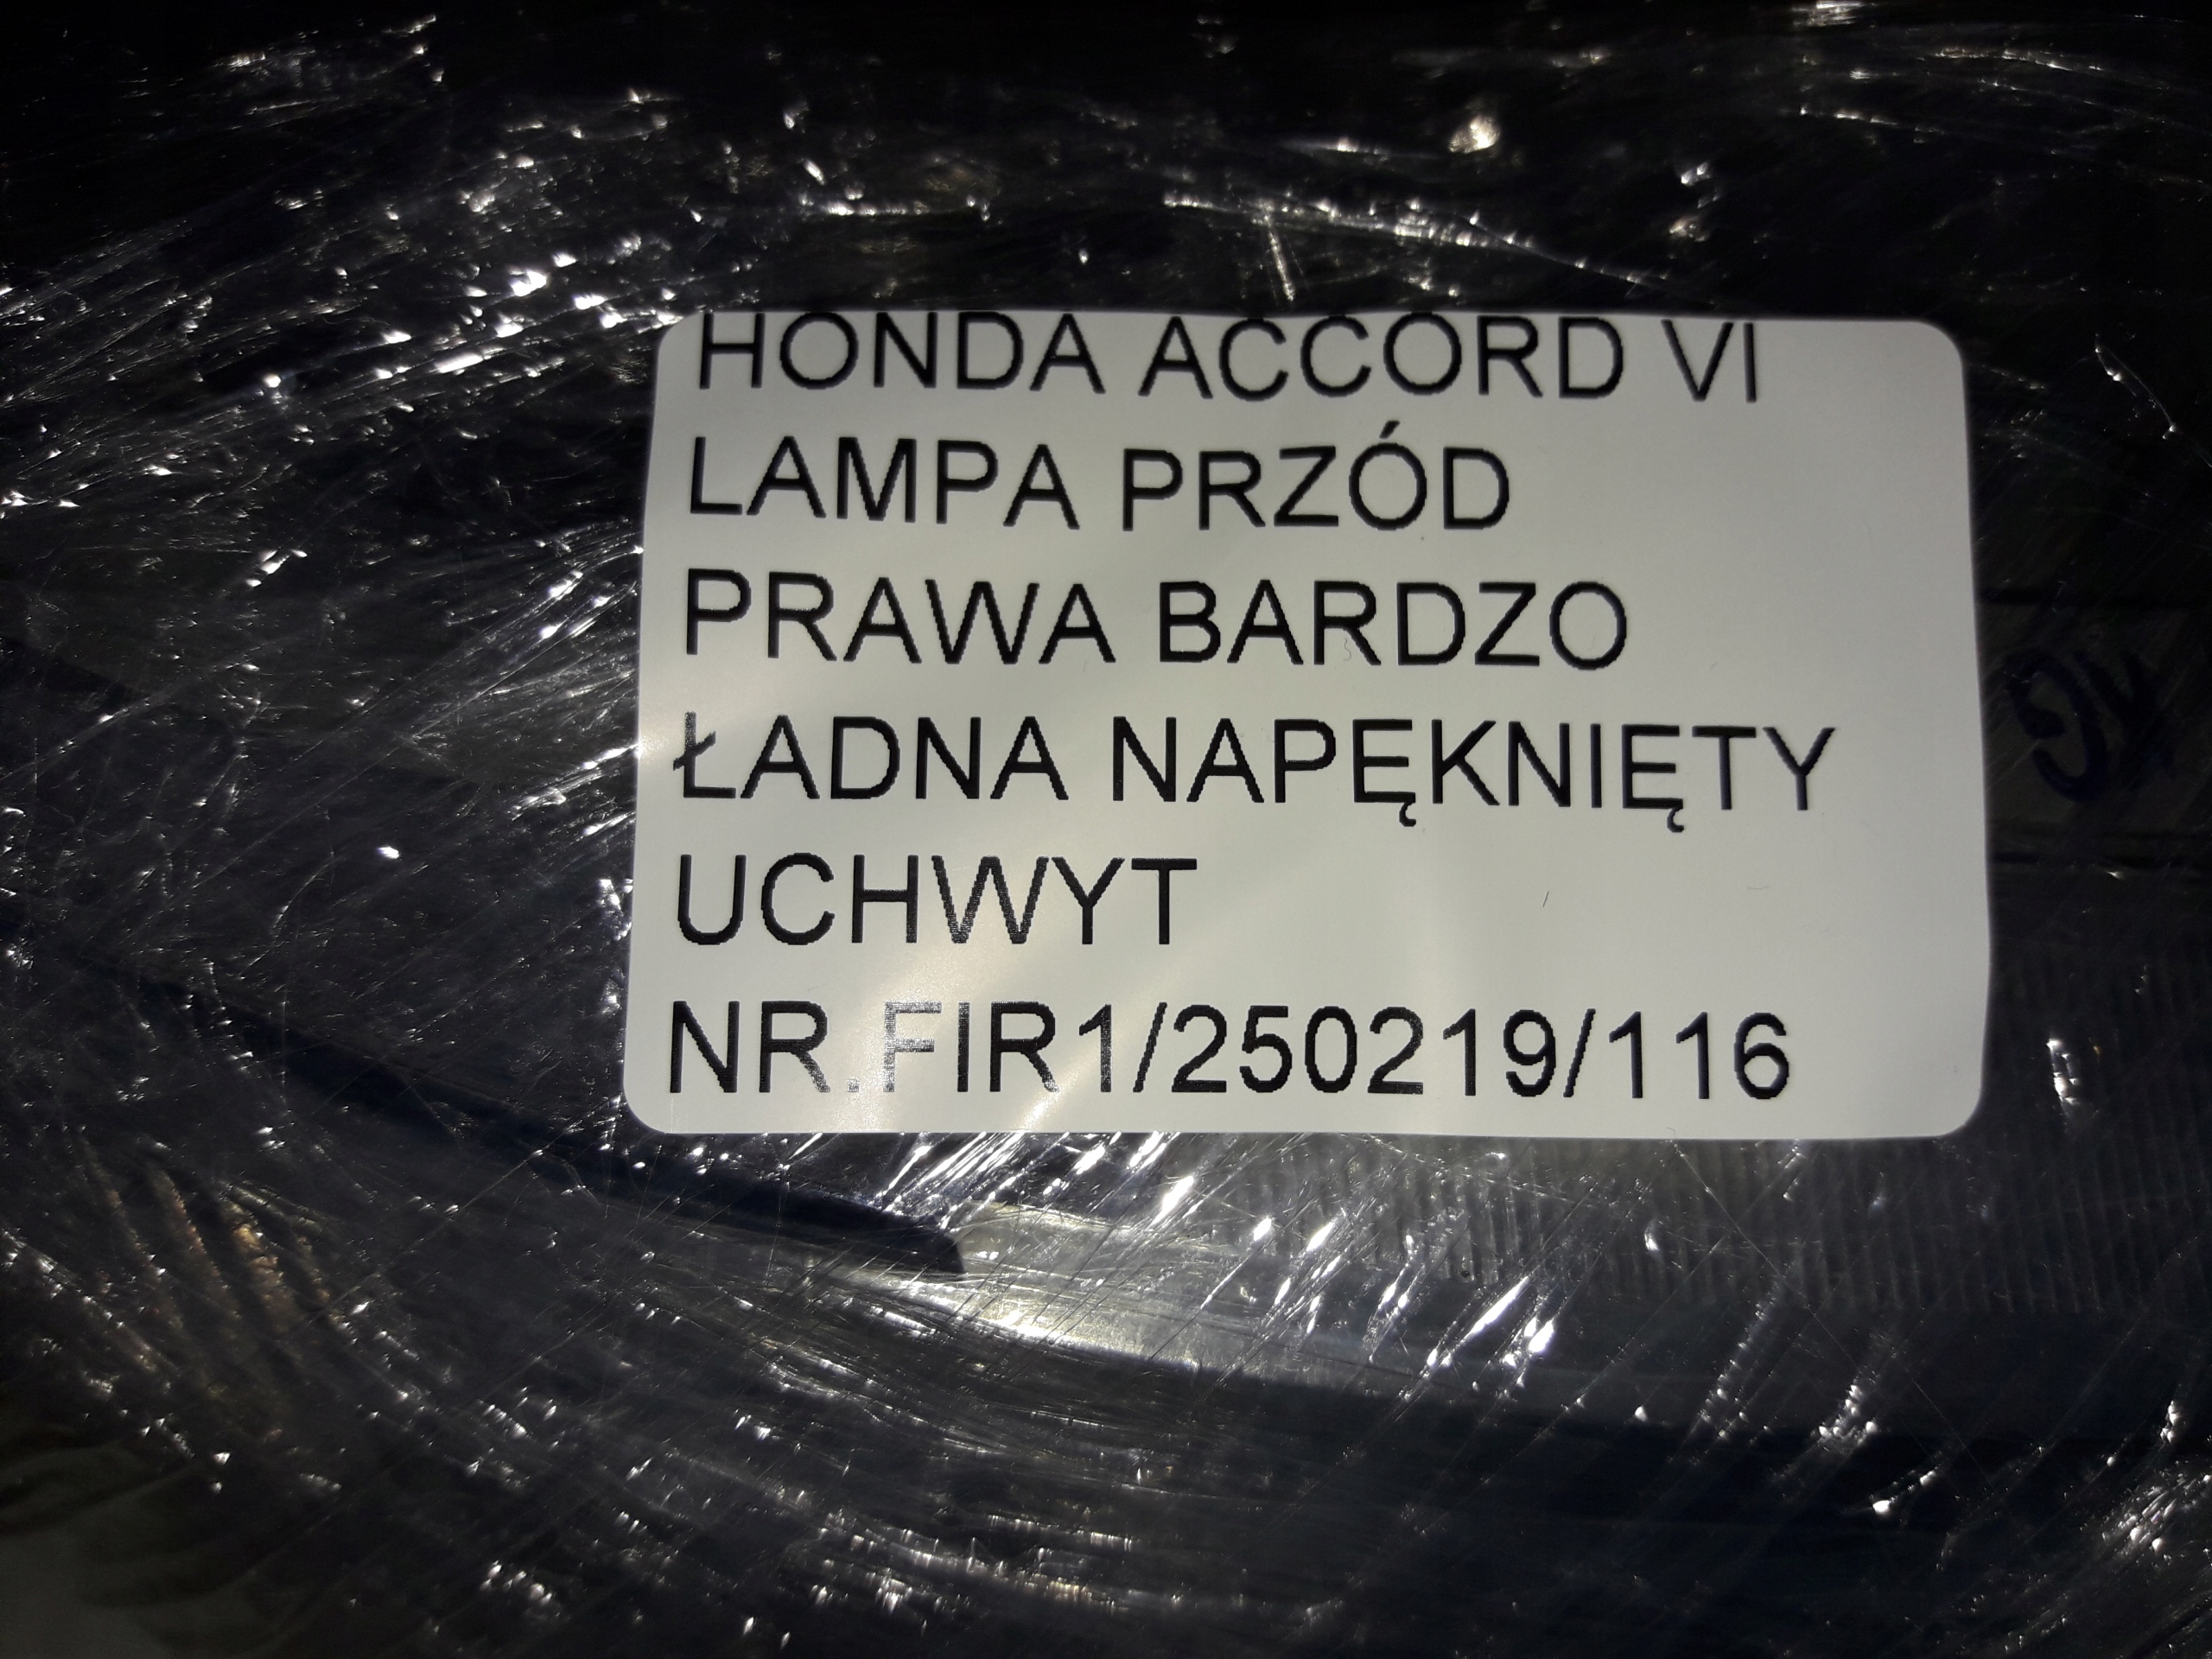 HONDA ACCORD VI
LAMPA PRZÓD
PRAWA BARDZO
ŁADNA NAPĘKNIĘTY
UCHWYT
NR.FIR1/250219/116